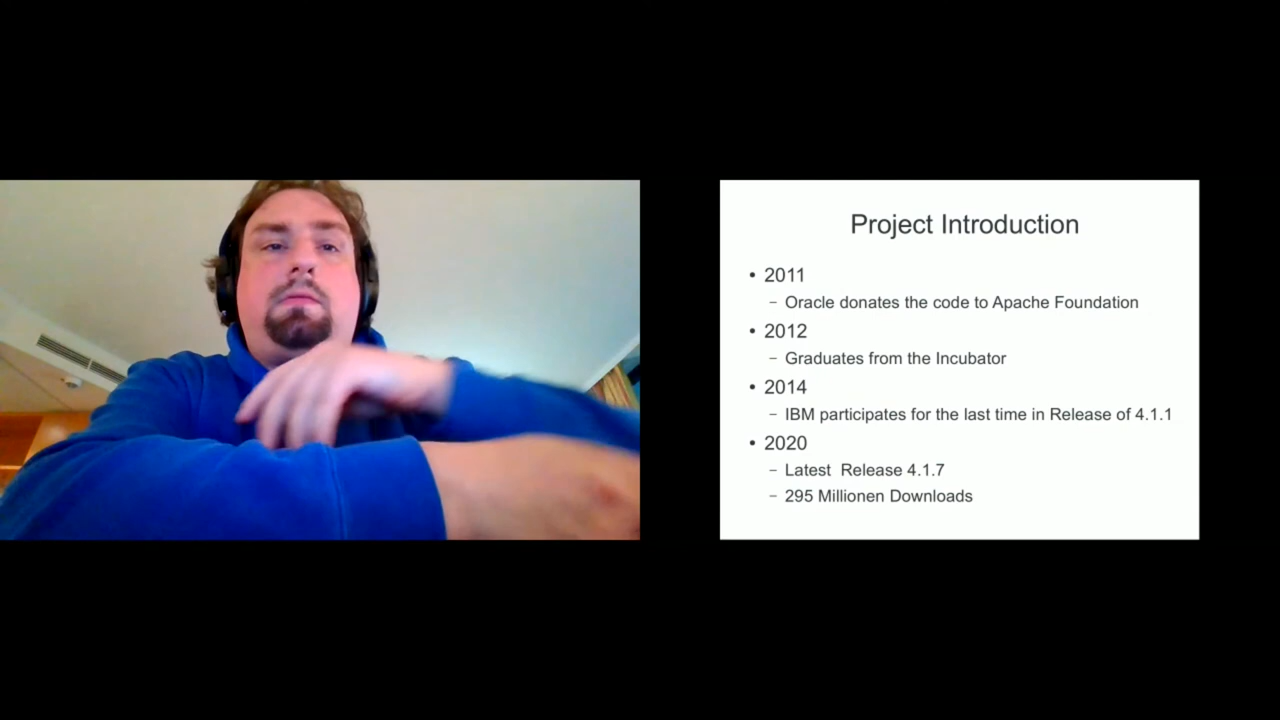 Project Introduction
• 2011
– Oracle donates the code to Apache Foundation
• 2012
– Graduates from the Incubator
• 2014
– IBM participates for the last time in Release of 4.1.1
• 2020
– Latest  Release 4.1.7
– 295 Millionen Downloads